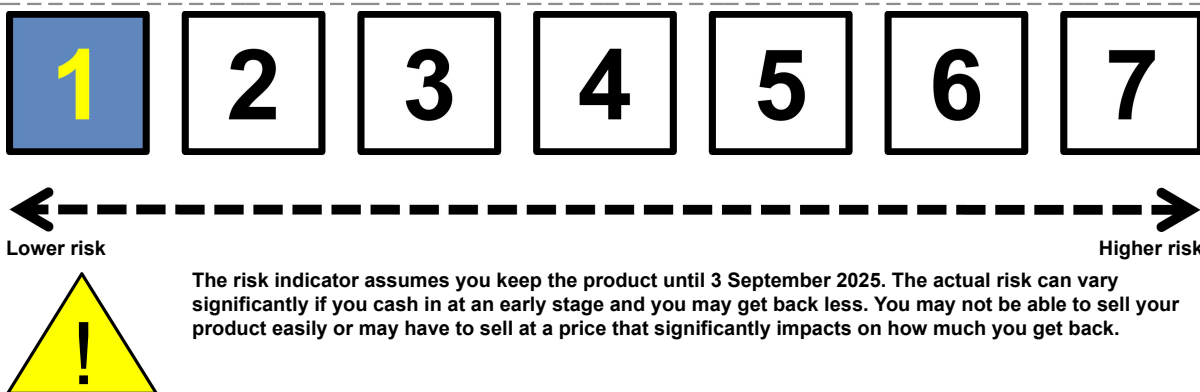 1 2 3 4 5 6 7
Lower risk Higher risk
The risk indicator assumes you keep the product until 3 September 2025. The actual risk can vary
significantly if you cash in at an early stage and you may get back less. You may not be able to sell your
product easily or may have to sell at a price that significantly impacts on how much you get back.
!